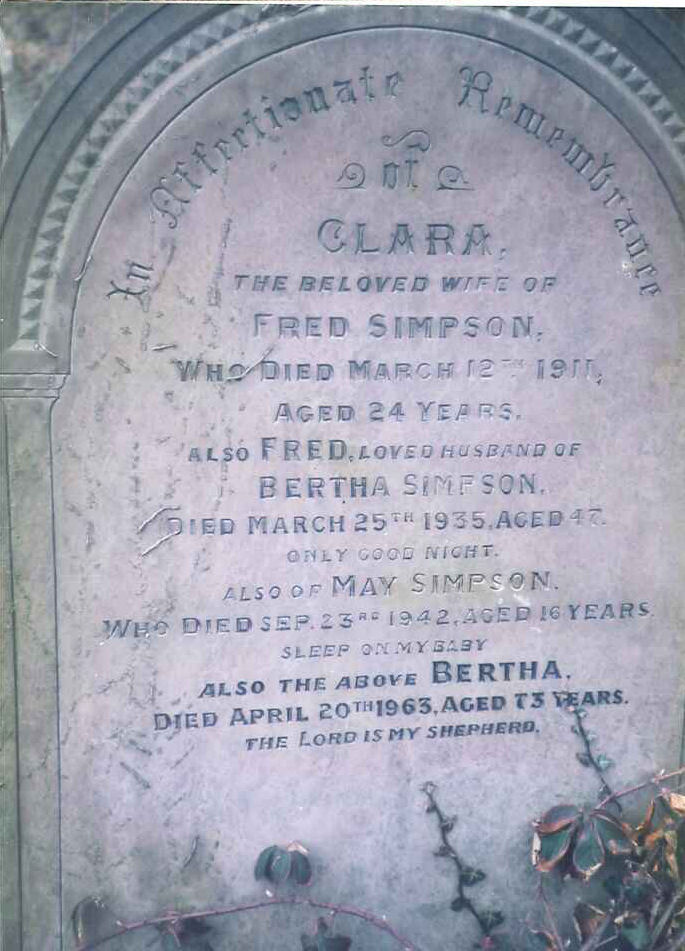 In Affectionate Remembrance
of
CLARA,
THE BELOVED WIFE OF
FRED SIMPSON,
WHO DIED MARCH 12TH 1911,
AGED 24 YEARS.
ALSO FRED, LOVED HUSBAND OF
BERTHA SIMPSON,
DIED MARCH 25TH 1935, AGED 47.
ONLY GOOD NIGHT.
ALSO OF MAY SIMPSON.
WHO DIED SEP. 23RD 1942, AGED 16 YEARS.
SLEEP ON MY BABY
ALSO THE ABOVE BERTHA,
DIED APRIL 20TH 1963, AGED 73 YEARS.
THE LORD IS MY SHEPHERD.